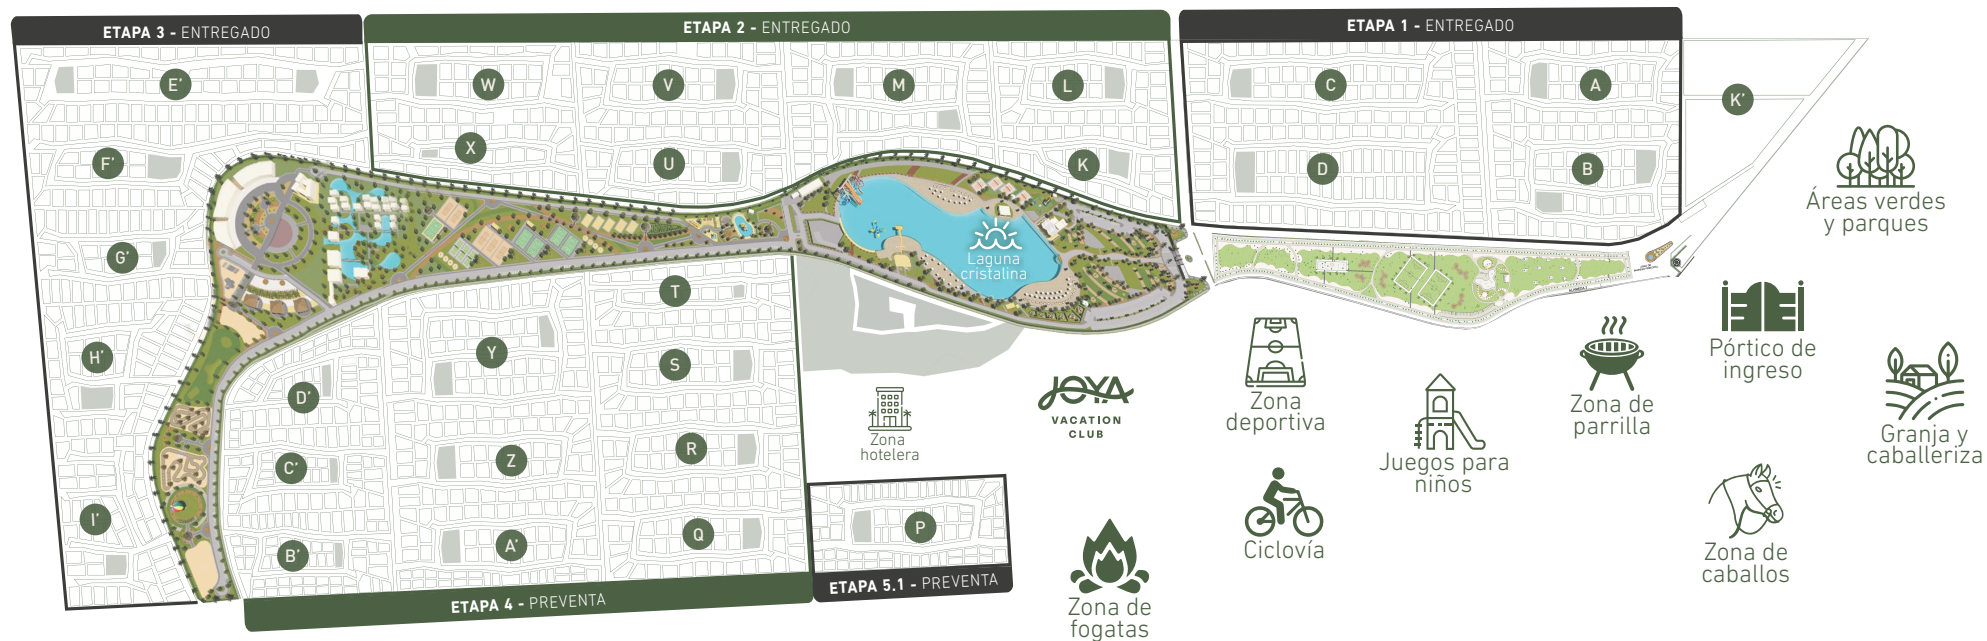 ETAPA 3 - ENTREGADO
ETAPA 2 - ENTREGADO
ETAPA 1 - ENTREGADO
E'
W
V
M
L
C
A
K'
F'
X
U
K
D
B
Áreas verdes
y parques
G'
Laguna
cristalina
T
H'
Y
S
D'
Zona
hotelera
JOYA
VACATION
CLUB
Zona
deportiva
Juegos para
niños
Zona de
parrilla
Pórtico de
ingreso
Granja y
caballeriza
C'
Z
R
I'
B'
A'
Q
P
Zona de
fogatas
Ciclovía
Zona de
caballos
ETAPA 4 - PREVENTA
ETAPA 5.1 - PREVENTA